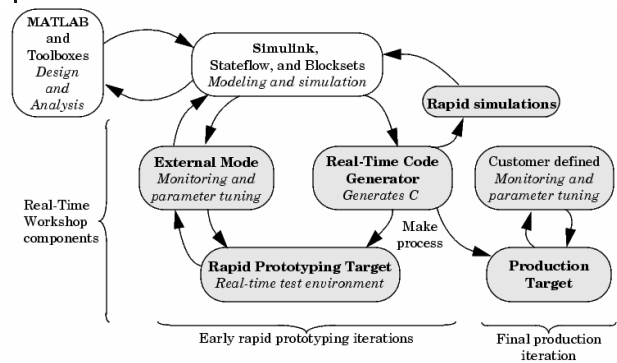 MATLAB
and
Toolboxes
Design
and
Analysis
Simulink,
Stateflow, and Blocksets
Modeling and simulation
Rapid simulations
External Mode
Monitoring and
parameter tuning
Real-Time Code
Generator
Generates C
Customer defined
Monitoring and
parameter tuning
Real-Time
Workshop
components
Make
process
Rapid Prototyping Target
Real-time test environment
Production
Target
Early rapid prototyping iterations
Final production
iteration